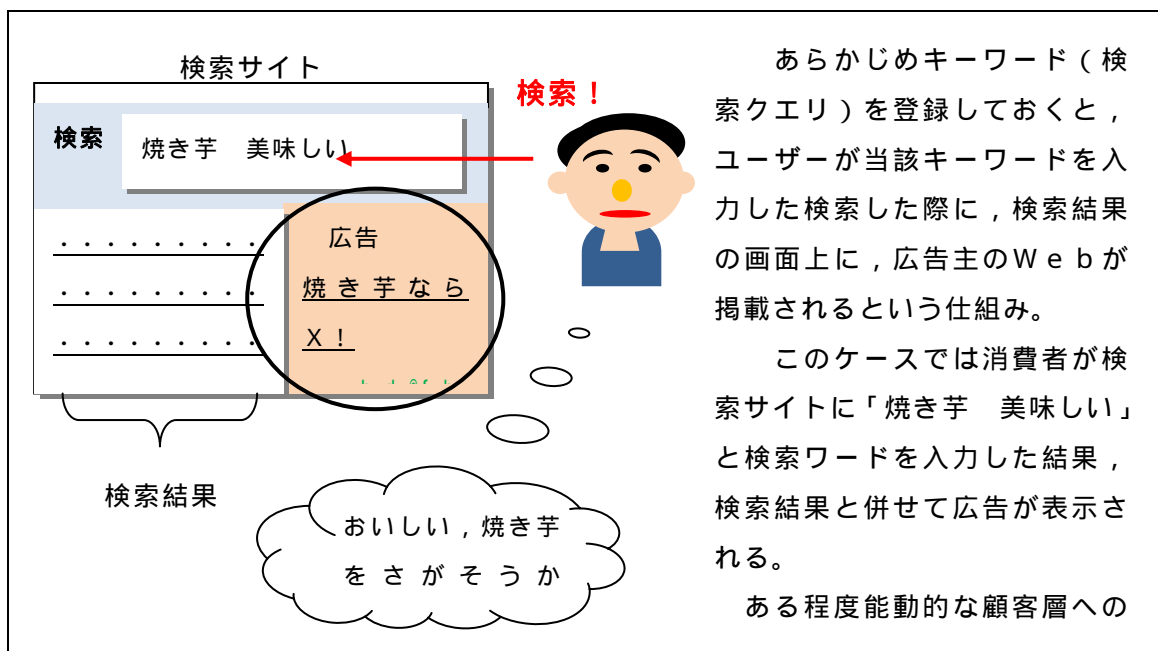 検索サイト
検索！
検索
焼き芋　美味しい
．．．．．．．．．
．．．．．．．．．
．．．．．．．．．
広告
焼き芋なら
Ｘ！
検索結果
おいしい，焼き芋
をさがそうか
あらかじめキーワード（検
索クエリ）を登録しておくと，
ユーザーが当該キーワードを入
力した検索した際に，検索結果
の画面上に，広告主のＷｅｂが
掲載されるという仕組み。
このケースでは消費者が検
索サイトに「焼き芋　美味しい」
と検索ワードを入力した結果，
検索結果と併せて広告が表示さ
れる。
ある程度能動的な顧客層への